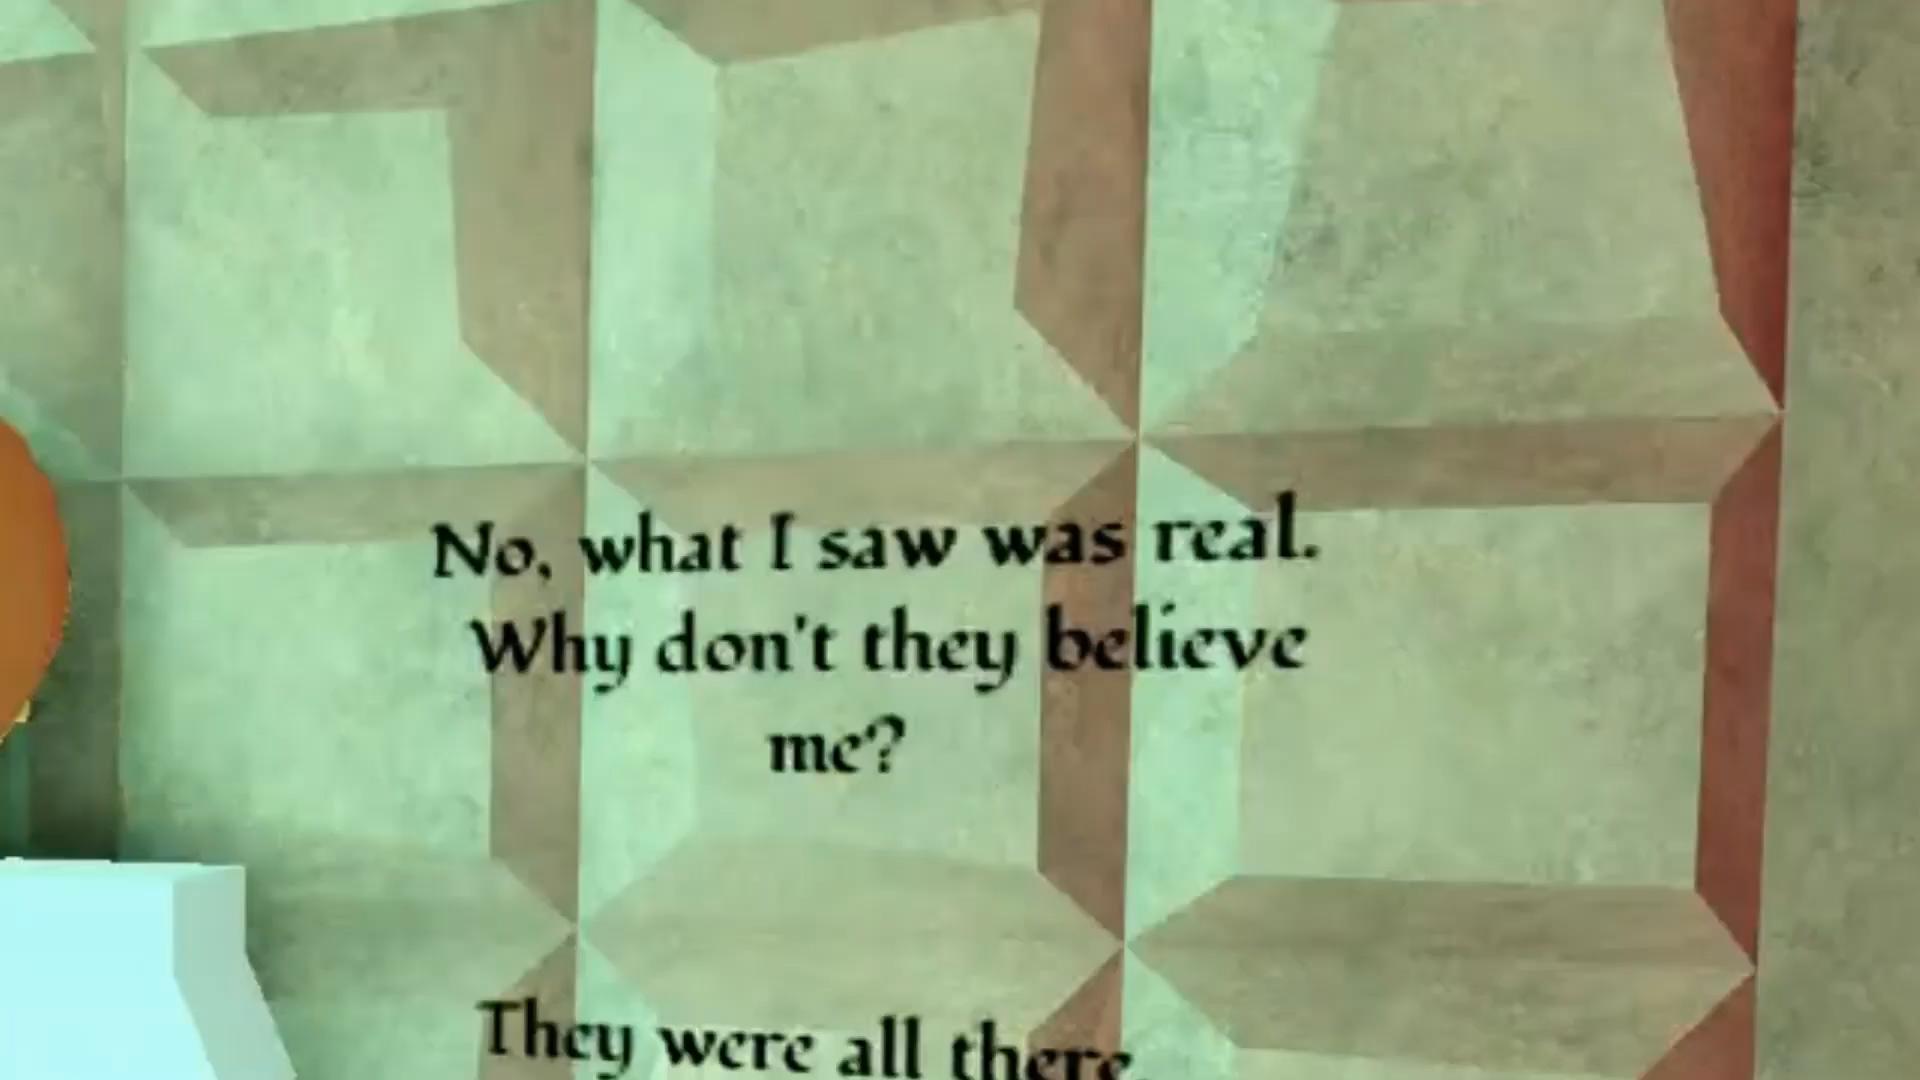 No, what I saw was real.
Why don't they believe
me?
They were all there.